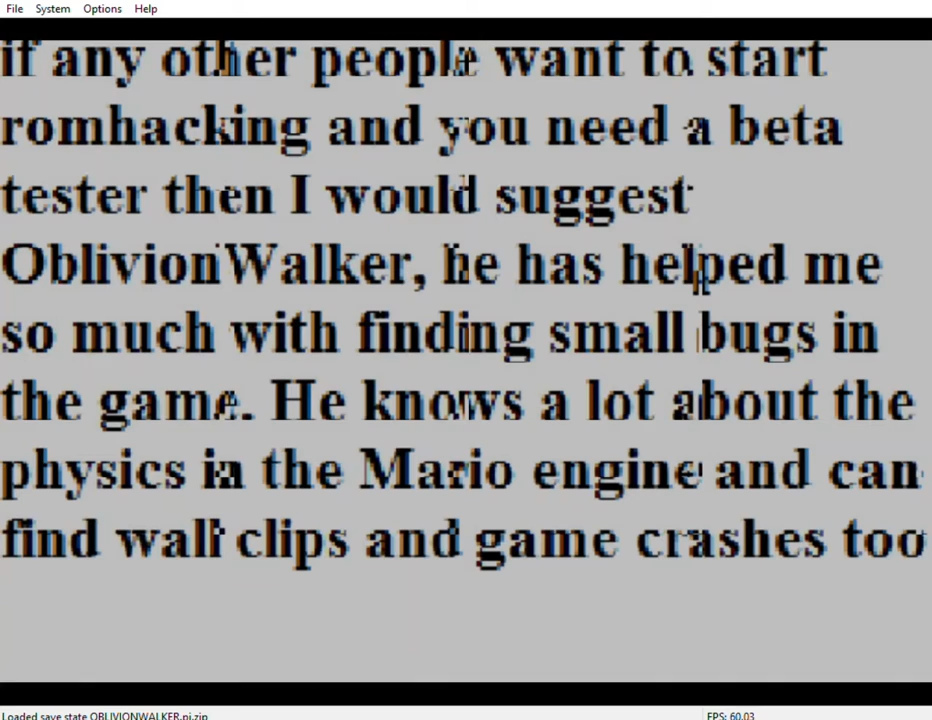 File System Options Help
if any other people want to start
romhacking and you need a beta
tester then I would suggest
OblivionWalker, he has helped me
so much with finding small bugs in
the game. He knows a lot about the
physics in the Mario engine and can
find wall clips and game crashes too
Loaded save state OBLIVIONWALKER.pj.zip FPS: 60.03